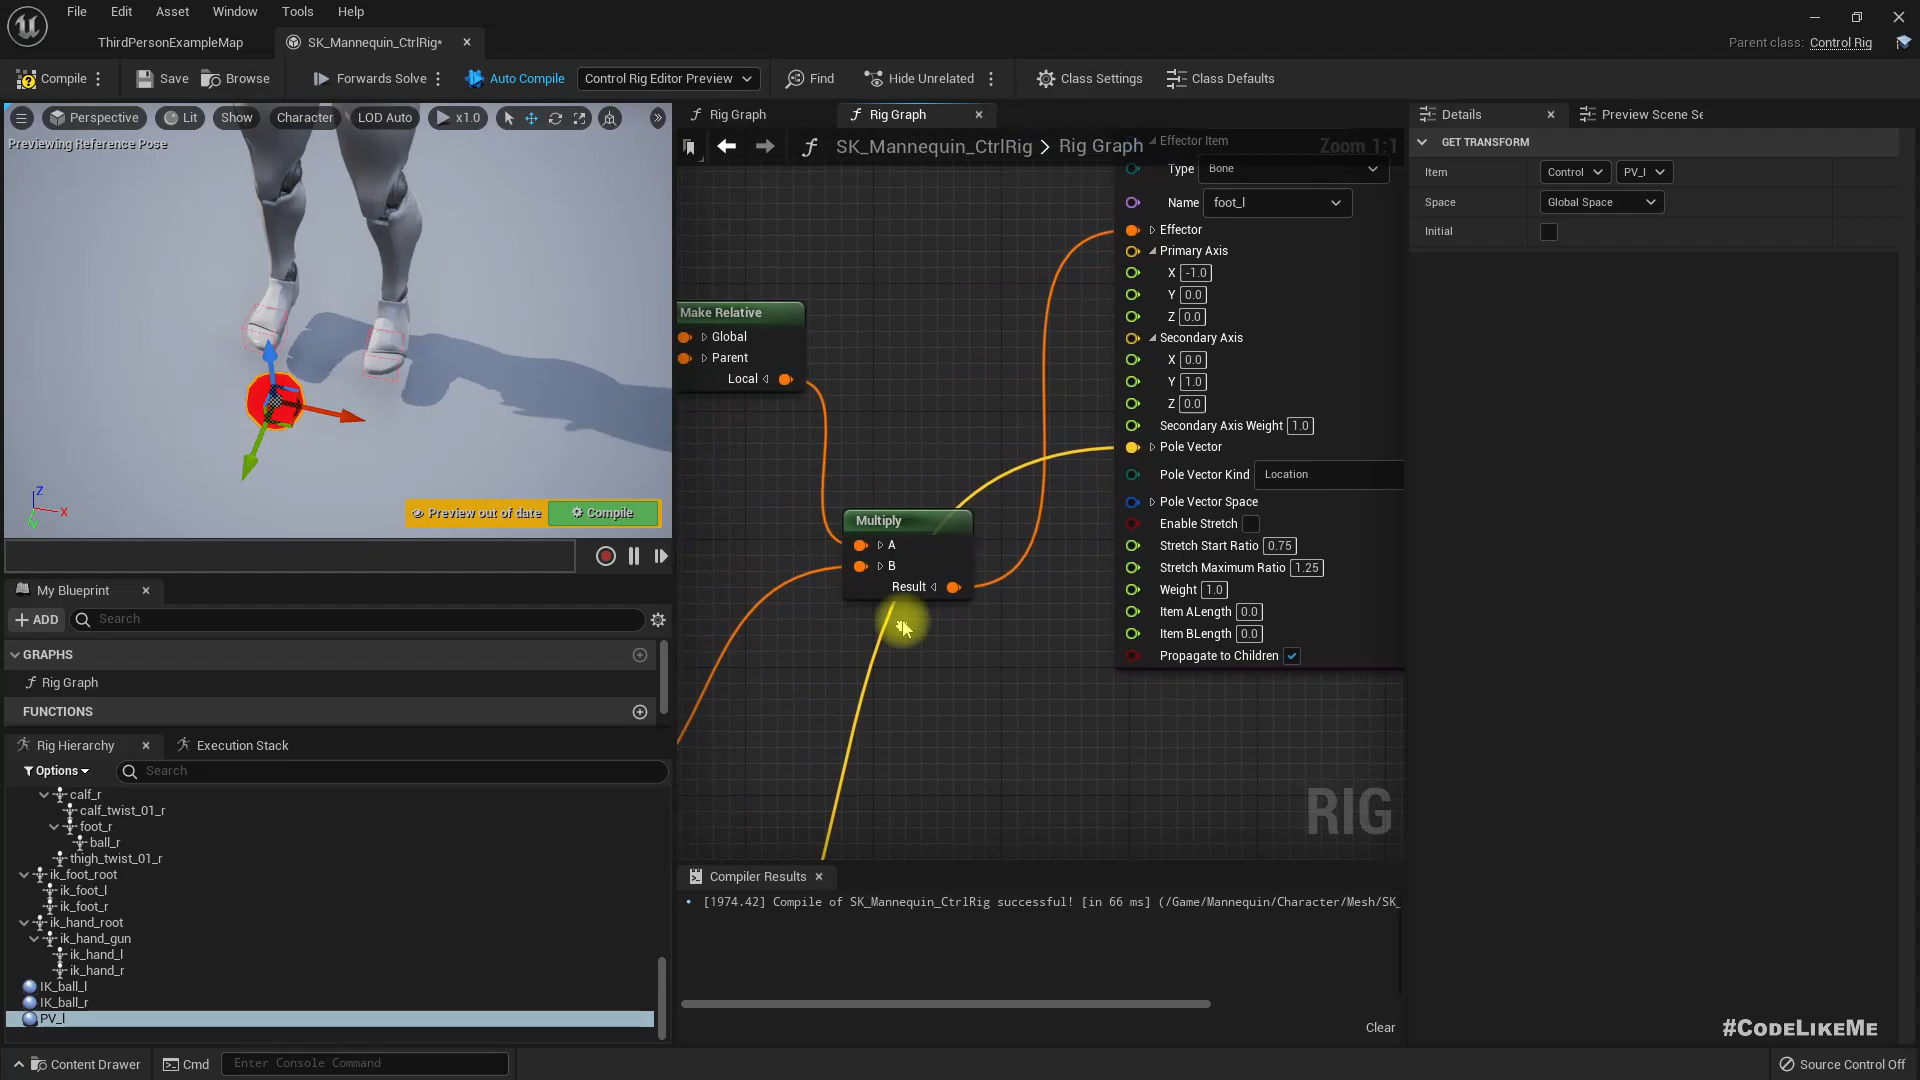 File Edit Asset Window Tools Help
ThirdPersonExampleMap
SK_Mannequin_CtrlRig*
Parent class: Control Rig
Compile
Save
Browse
Forwards Solve
Auto Compile
Control Rig Editor Preview
Find
Hide Unrelated
Class Settings
Class Defaults
Perspective
Lit
Show
Character
LOD Auto
x1.0
Previewing Reference Pose
Z
X
Y
Preview out of date
Compile
My Blueprint
ADD
Search
GRAPHS
Rig Graph
FUNCTIONS
Rig Hierarchy
Execution Stack
Options
Search
calf_r
calf_twist_01_r
foot_r
ball_r
thigh_twist_01_r
ik_foot_root
ik_foot_l
ik_foot_r
ik_hand_root
ik_hand_gun
ik_hand_l
ik_hand_r
IK_ball_l
IK_ball_r
PV_l
Rig Graph
Rig Graph
SK_Mannequin_CtrlRig > Rig Graph
Zoom 1:1
Make Relative
Global
Parent
Local
Multiply
A
B
Result
Effector Item
Type Bone
Name foot_l
Effector
Primary Axis
X -1.0
Y 0.0
Z 0.0
Secondary Axis
X 0.0
Y 1.0
Z 0.0
Secondary Axis Weight 1.0
Pole Vector
Pole Vector Kind Location
Pole Vector Space
Enable Stretch
Stretch Start Ratio 0.75
Stretch Maximum Ratio 1.25
Weight 1.0
Item ALength 0.0
Item BLength 0.0
Propagate to Children
RIG
Compiler Results
[1974.42] Compile of SK_Mannequin_CtrlRig successful! [in 66 ms] (/Game/Mannequin/Character/Mesh/SK_
Clear
Details
Preview Scene Se
GET TRANSFORM
Item Control PV_l
Space Global Space
Initial
#CodeLikeMe
Content Drawer
Cmd
Enter Console Command
Source Control Off